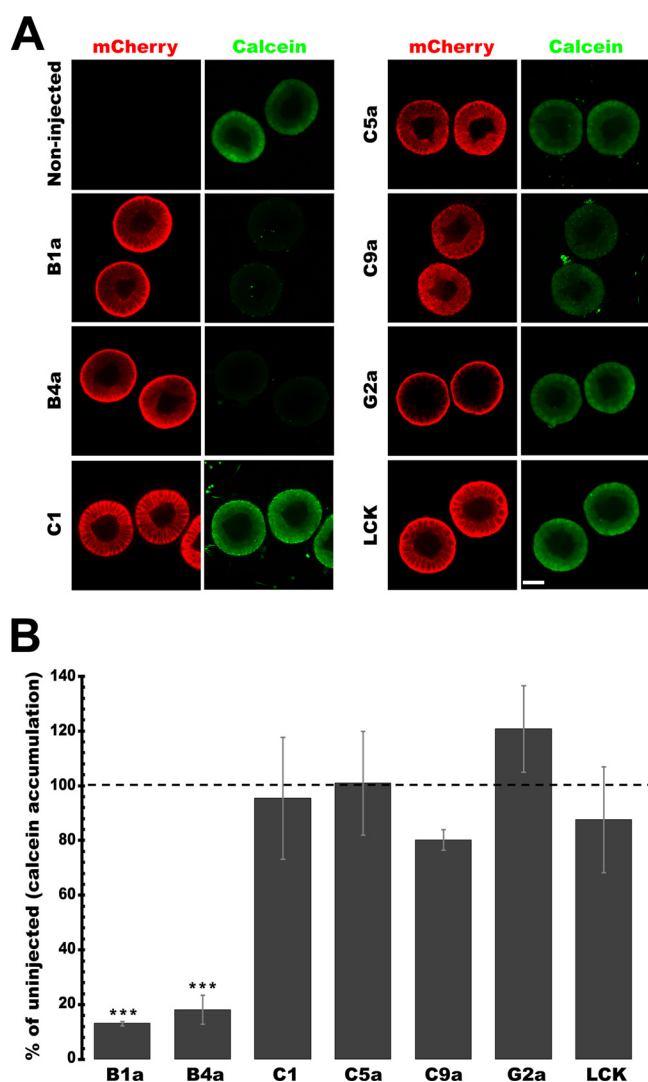 A
mCherry Calcein
Non-injected
B1a
B4a
C1
mCherry Calcein
C5a
C9a
G2a
LCK
B
% of uninjected (calcein accumulation)
140
120
100
80
60
40
20
0
*** ***
B1a B4a C1 C5a C9a G2a LCK